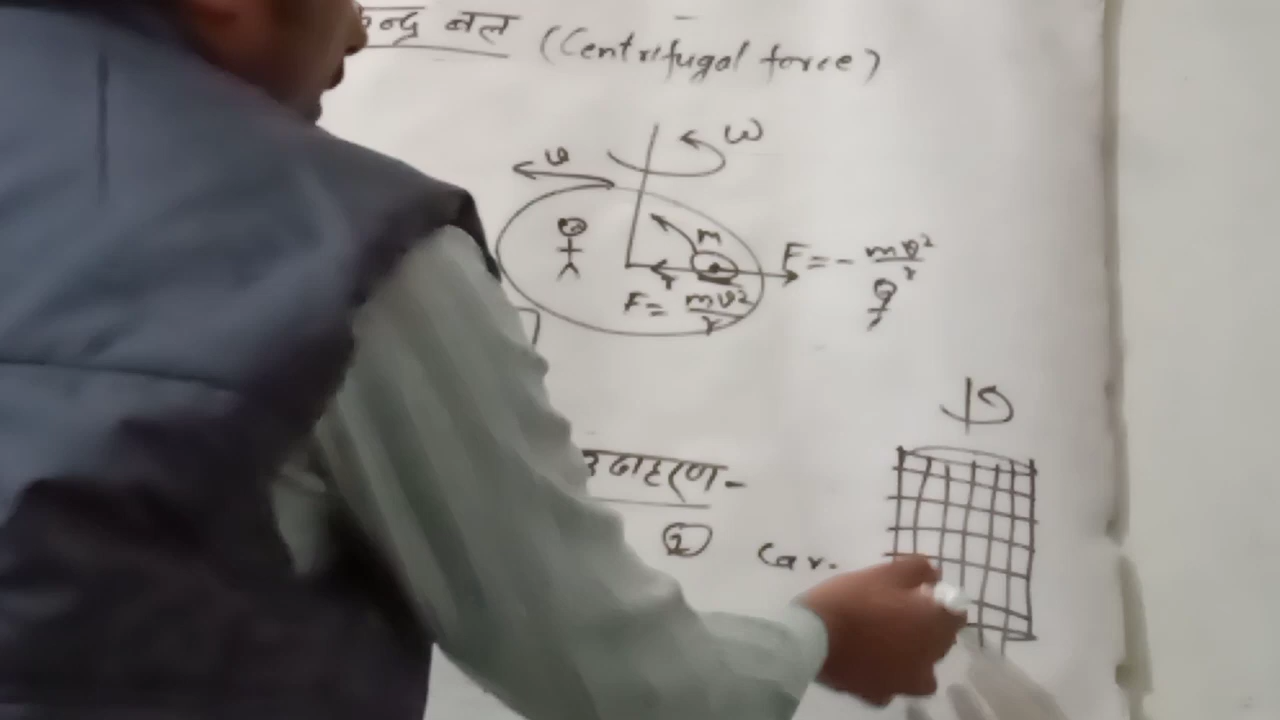 केन्द्र बल (Centrifugal force)
ω
v
m
F = - mv²/r
r
F = mv²/r
उदाहरण-
② Car.